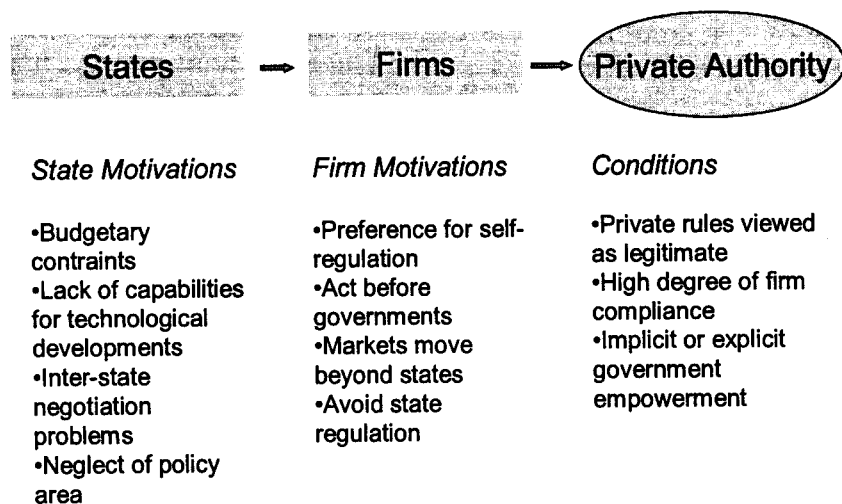 States
Firms
Private Authority
State Motivations
•Budgetary
contraints
•Lack of capabilities
for technological
developments
•Inter-state
negotiation
problems
•Neglect of policy
area
Firm Motivations
•Preference for self-
regulation
•Act before
governments
•Markets move
beyond states
•Avoid state
regulation
Conditions
•Private rules viewed
as legitimate
•High degree of firm
compliance
•Implicit or explicit
government
empowerment